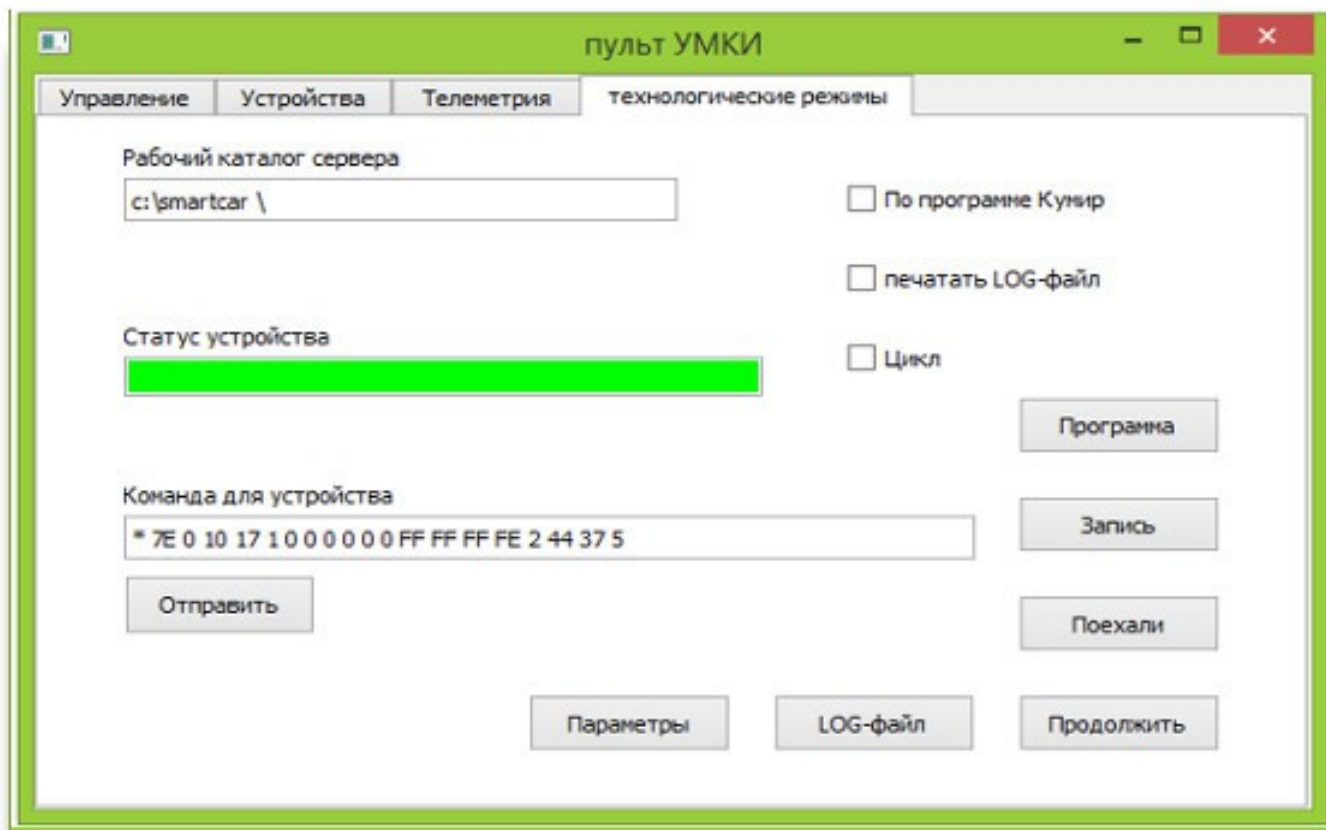 пульт УМКИ
Управление Устройства Телеметрия технологические режимы
Рабочий каталог сервера
c:\smartcar \
По программе Кумир
печатать LOG-файл
Статус устройства
Цикл
Программа
Команда для устройства
* 7E 0 10 17 1 0 0 0 0 0 0 FF FF FF FE 2 44 37 5
Запись
Отправить
Поехали
Параметры LOG-файл Продолжить